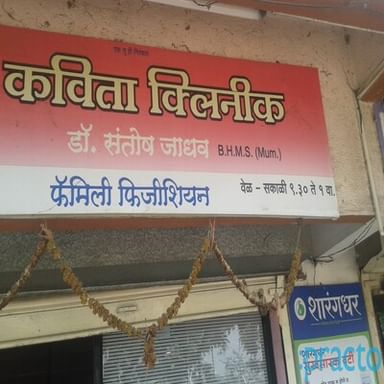 कविता क्लिनीक
डॉ. संतोष जाधव B.H.M.S. (Mum.)
फॅमिली फिजीशियन
वेळ - सकाळी ९.३० ते १ वा.
शारंगधर
practo